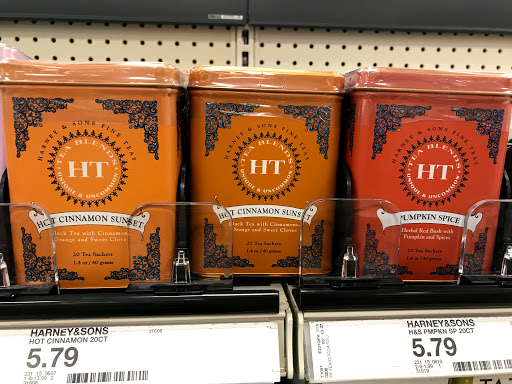 HARNEY & SONS FINE TEAS
TEA BLENDS
HT
UNIQUE & UNCOMMON
HOT CINNAMON SUNSET
Black Tea with Cinnamon,
Orange and Sweet Cloves
20 Tea Sachets
1.4 oz / 40 grams
HARNEY & SONS FINE TEAS
TEA BLENDS
HT
UNIQUE & UNCOMMON
HOT CINNAMON SUNSET
Black Tea with Cinnamon,
Orange and Sweet Cloves
20 Tea Sachets
1.4 oz / 40 grams
HARNEY & SONS FINE TEAS
TEA BLENDS
HT
UNIQUE & UNCOMMON
PUMPKIN SPICE
Herbal Red Bush with
Pumpkin and Spices
20 Tea Sachets
1.4 oz / 40 grams
HARNEY&SONS
HOT CINNAMON 20CT
5.79
HARNEY&SONS
H&S PMPKN SP 20CT
5.79